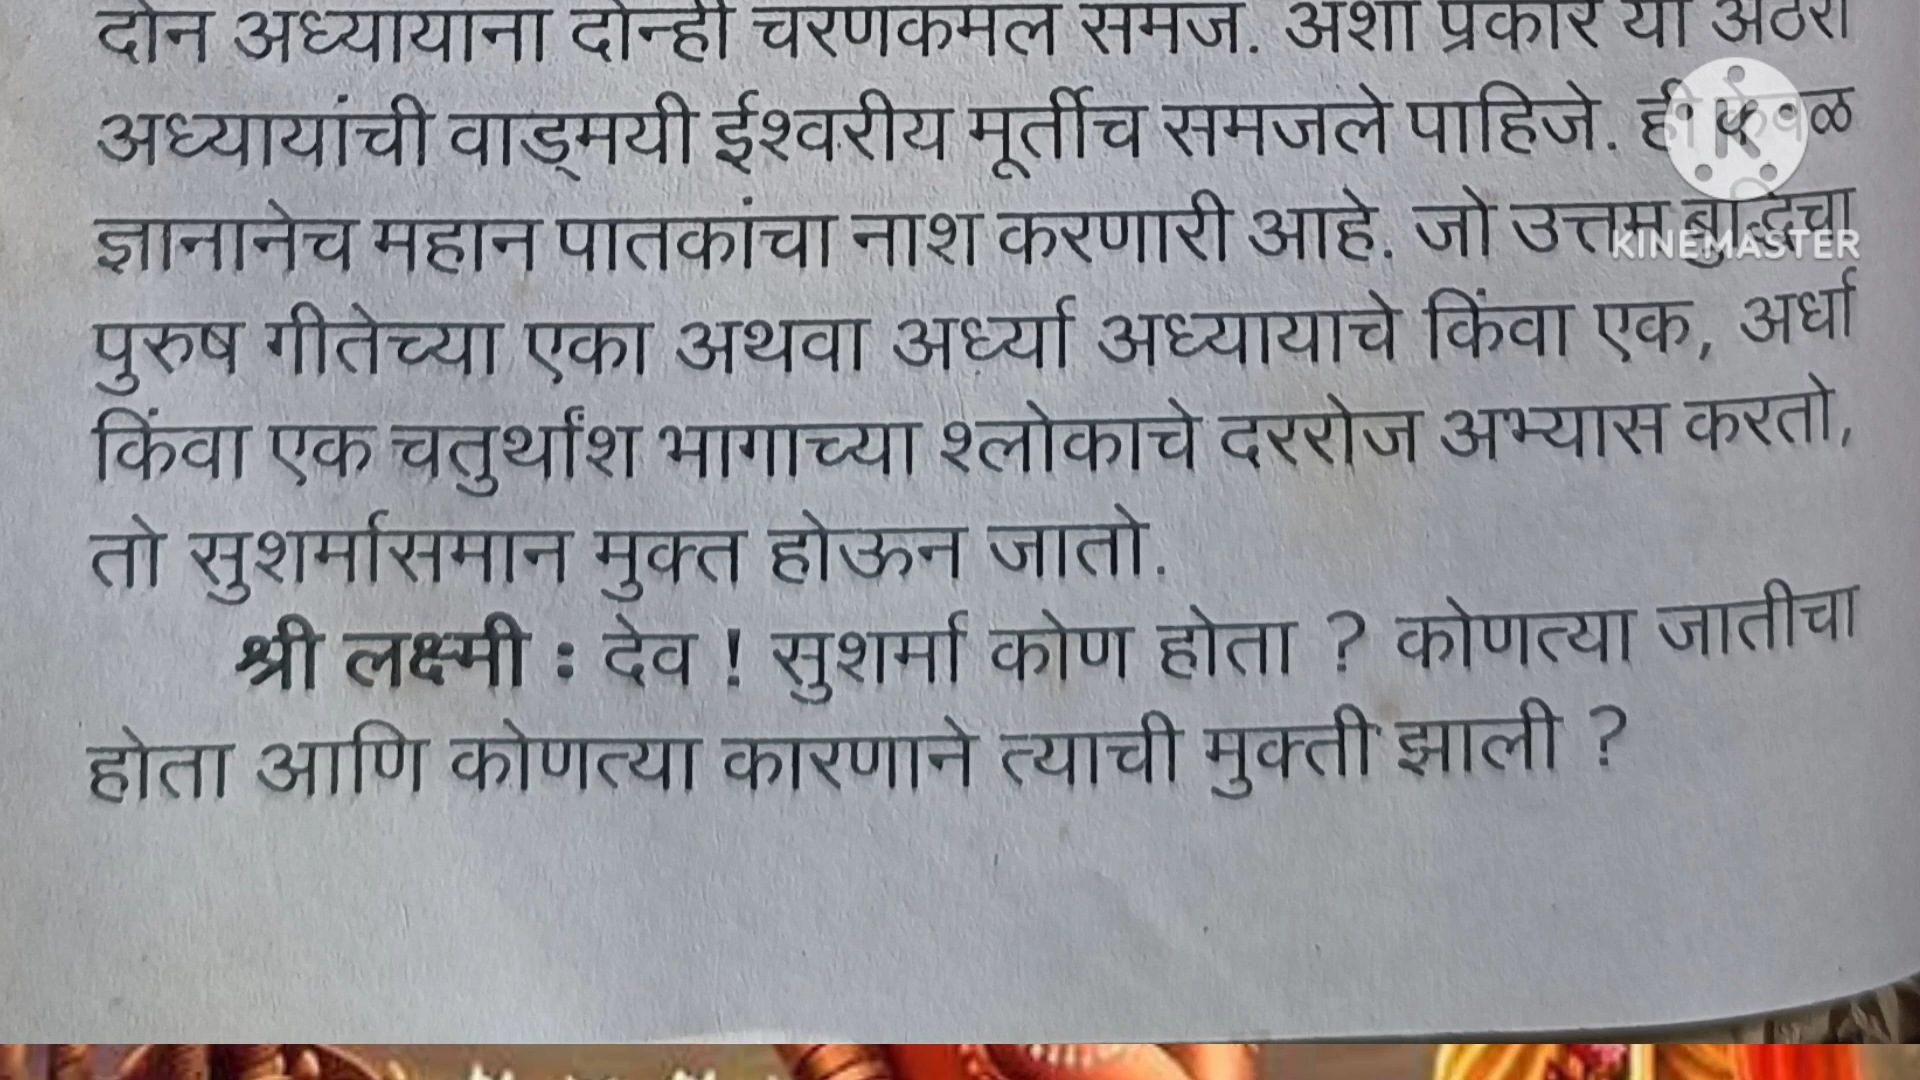 दोन अध्यायांना दोन्ही चरणकमल समज. अशा प्रकारे या अठरा
अध्यायांची वाड्मयी ईश्वरीय मूर्तीच समजले पाहिजे. ही केवळ
ज्ञानानेच महान पातकांचा नाश करणारी आहे. जो उत्तम बुद्धिचा
KINEMASTER
पुरुष गीतेच्या एका अथवा अर्ध्या अध्यायाचे किंवा एक, अर्धा
किंवा एक चतुर्थांश भागाच्या श्लोकाचे दररोज अभ्यास करतो,
तो सुशर्मासमान मुक्त होऊन जातो.
श्री लक्ष्मी : देव ! सुशर्मा कोण होता ? कोणत्या जातीचा
होता आणि कोणत्या कारणाने त्याची मुक्ती झाली ?